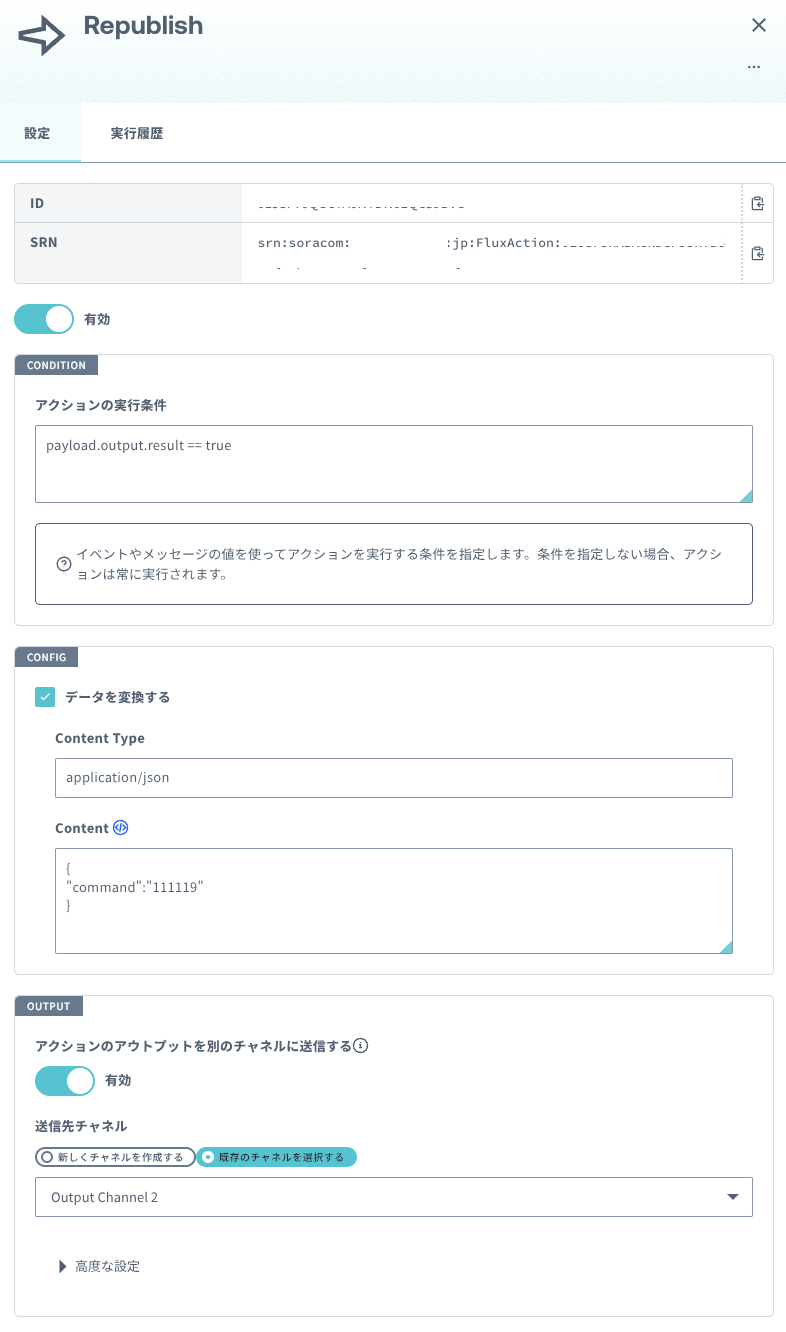 Republish
設定
実行履歴
ID
SRN
srn:soracom:
:jp:FluxAction:
有効
CONDITION
アクションの実行条件
payload.output.result == true
イベントやメッセージの値を使ってアクションを実行する条件を指定します。条件を指定しない場合、アクシ
ョンは常に実行されます。
CONFIG
データを変換する
Content Type
application/json
Content
{
"command":"111119"
}
OUTPUT
アクションのアウトプットを別のチャネルに送信する
有効
送信先チャネル
新しくチャネルを作成する 既存のチャネルを選択する
Output Channel 2
高度な設定